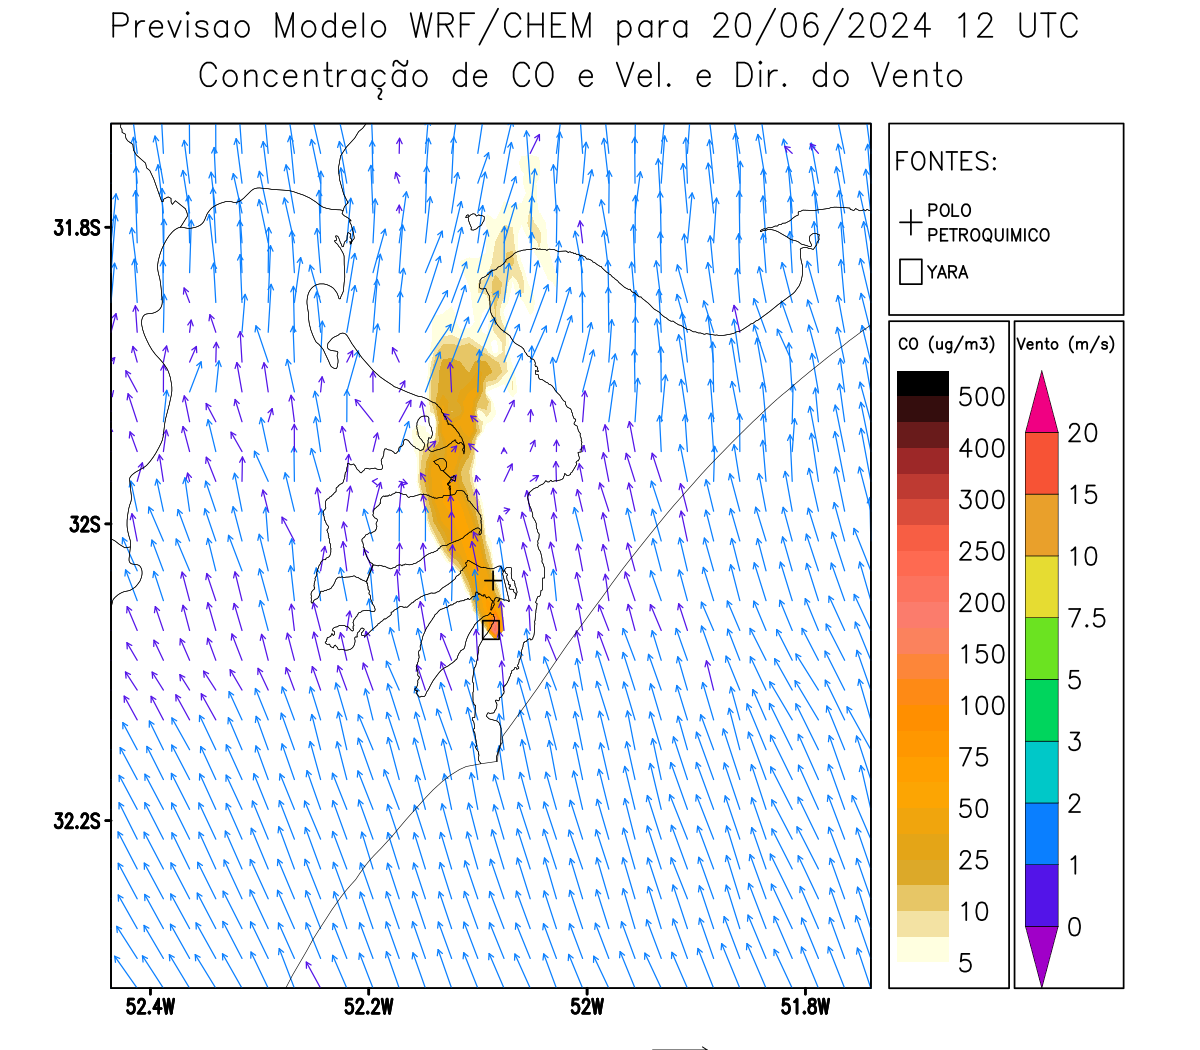 Previsao Modelo WRF/CHEM para 20/06/2024 12 UTC
Concentração de CO e Vel. e Dir. do Vento
FONTES:
POLO
PETROQUIMICO
YARA
CO (ug/m3)
500
400
300
250
200
150
100
75
50
25
10
5
Vento (m/s)
20
15
10
7.5
5
3
2
1
0
31.8S
32S
32.2S
52.4W
52.2W
52W
51.8W